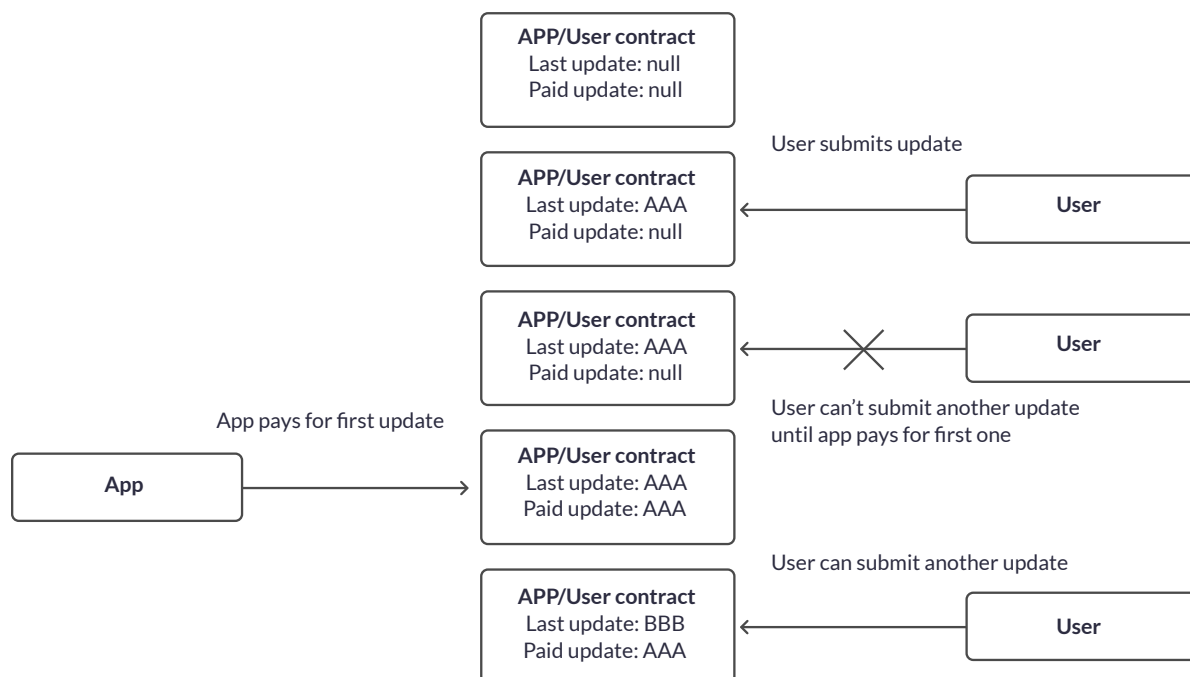 APP/User contract
Last update: null
Paid update: null
User submits update
APP/User contract
Last update: AAA
Paid update: null
User
APP/User contract
Last update: AAA
Paid update: null
User
User can’t submit another update
until app pays for first one
App pays for first update
App
APP/User contract
Last update: AAA
Paid update: AAA
User can submit another update
APP/User contract
Last update: BBB
Paid update: AAA
User